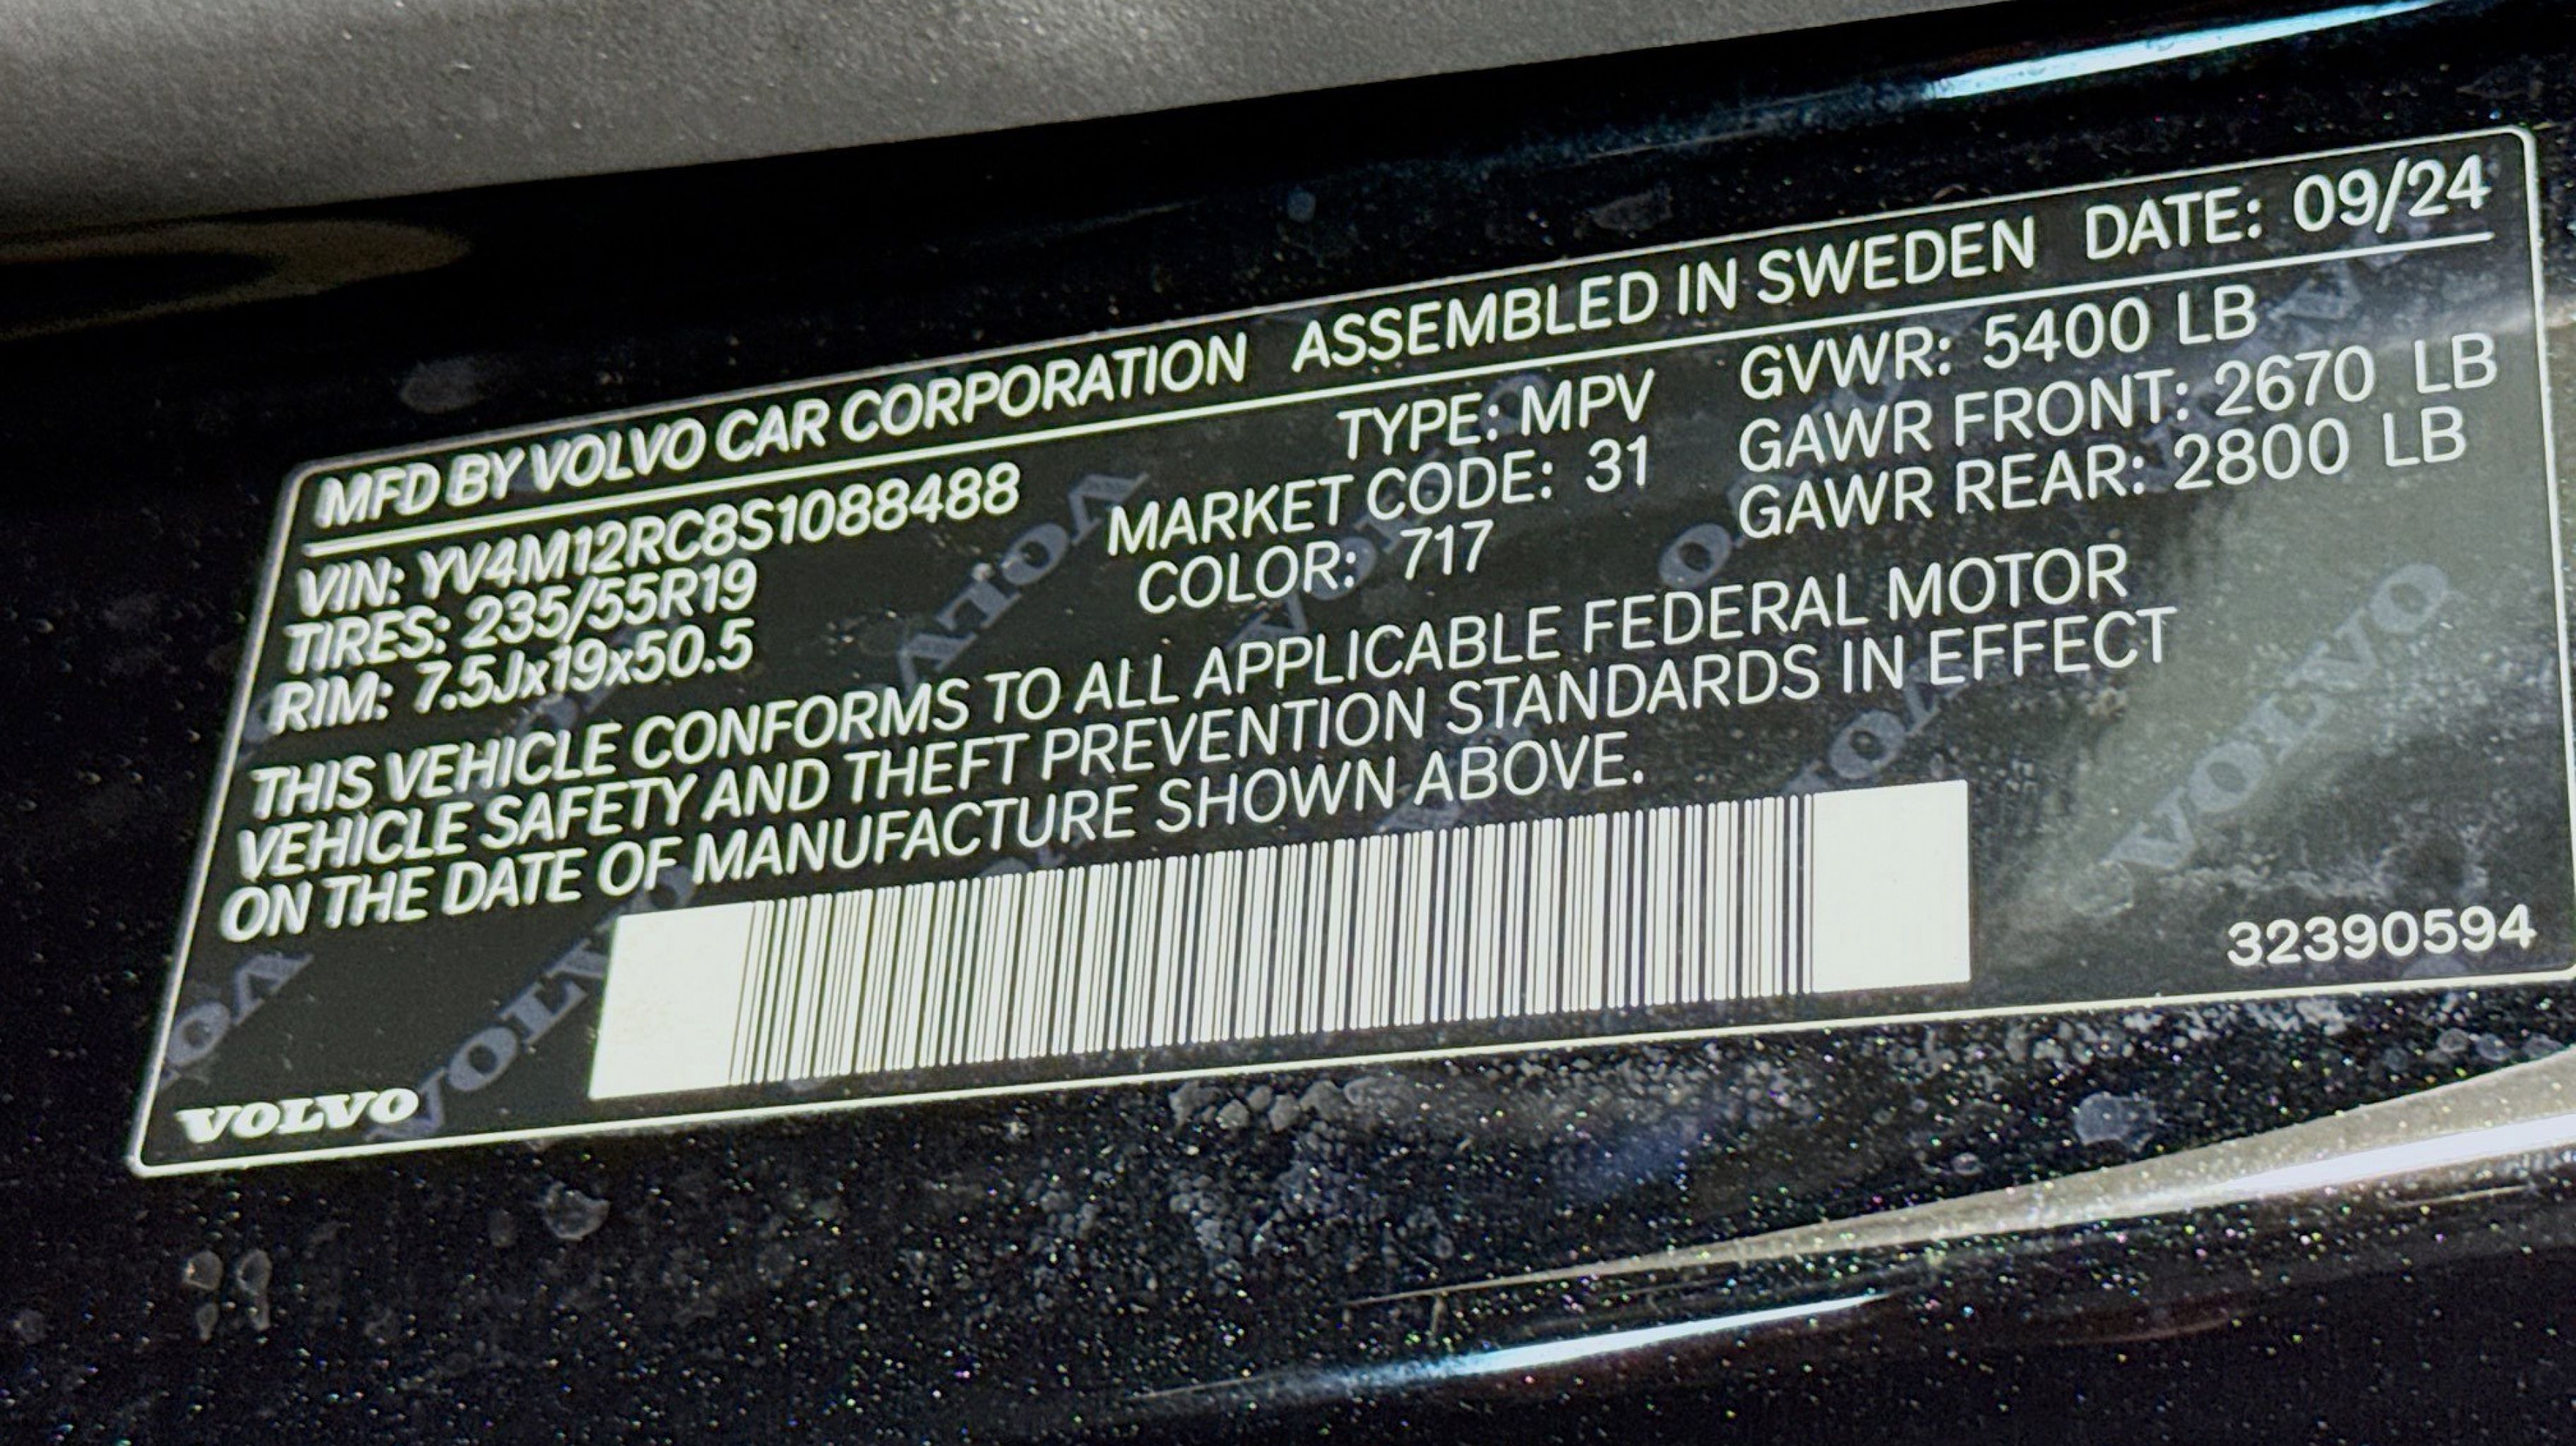 MFD BY VOLVO CAR CORPORATION ASSEMBLED IN SWEDEN DATE: 09/24
VIN: YV4M12RC8S1088488
TIRES: 235/55R19
RIM: 7.5Jx19x50.5
TYPE: MPV
MARKET CODE: 31
COLOR: 717
GVWR: 5400 LB
GAWR FRONT: 2670 LB
GAWR REAR: 2800 LB
THIS VEHICLE CONFORMS TO ALL APPLICABLE FEDERAL MOTOR
VEHICLE SAFETY AND THEFT PREVENTION STANDARDS IN EFFECT
ON THE DATE OF MANUFACTURE SHOWN ABOVE.
32390594
VOLVO